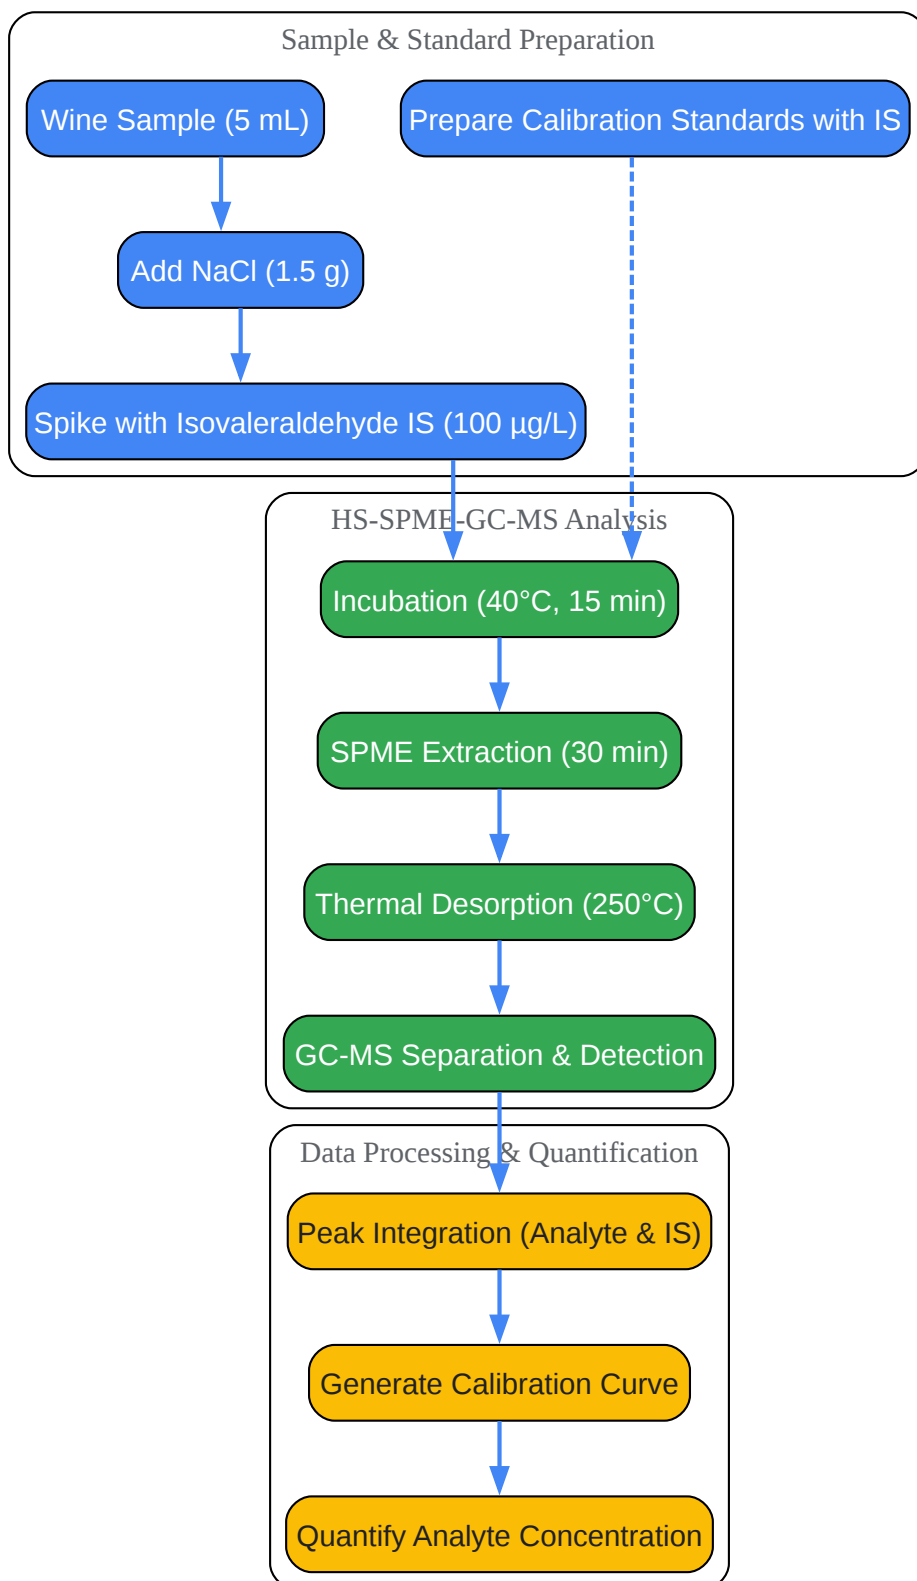 Sample & Standard Preparation
Wine Sample (5 mL)
Prepare Calibration Standards with IS
Add NaCl (1.5 g)
Spike with Isovaleraldehyde IS (100 µg/L)
HS-SPME-GC-MS Analysis
Incubation (40°C, 15 min)
SPME Extraction (30 min)
Thermal Desorption (250°C)
GC-MS Separation & Detection
Data Processing & Quantification
Peak Integration (Analyte & IS)
Generate Calibration Curve
Quantify Analyte Concentration